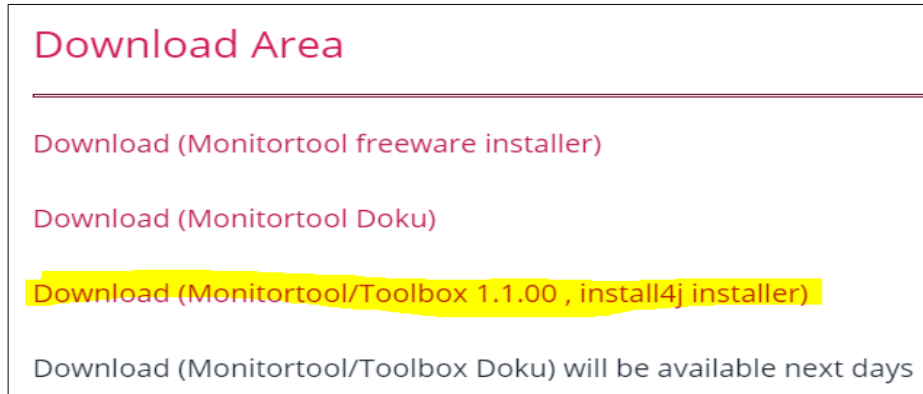 Download Area
Download (Monitortool freeware installer)
Download (Monitortool Doku)
Download (Monitortool/Toolbox 1.1.00 , install4j installer)
Download (Monitortool/Toolbox Doku) will be available next days